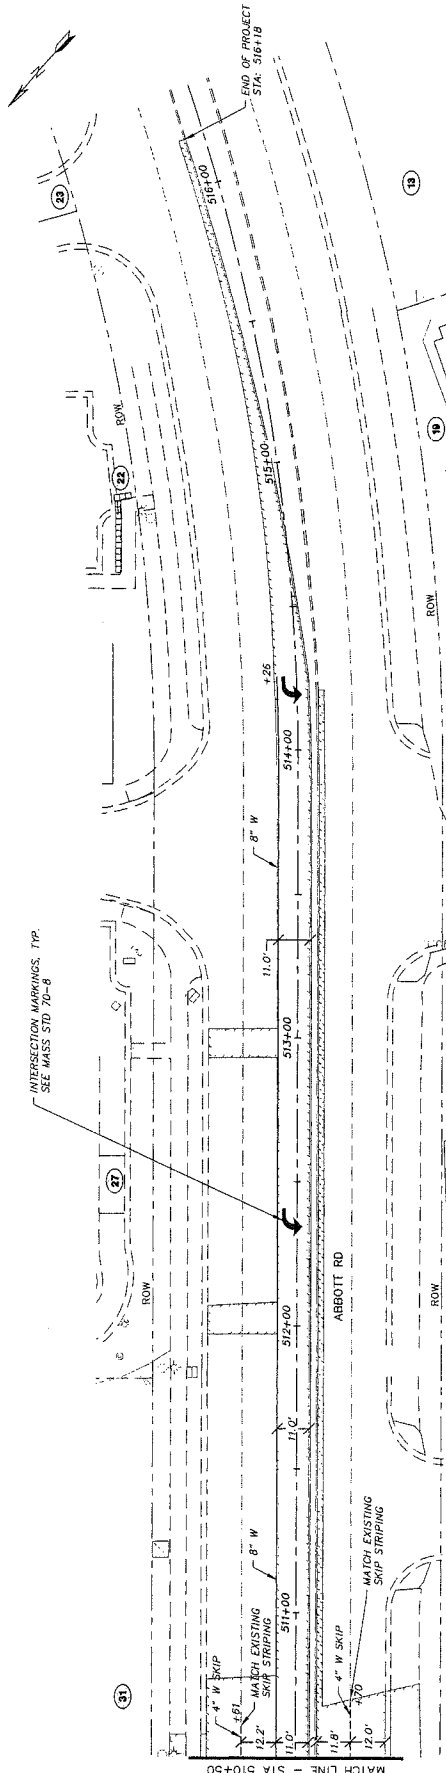 INTERSECTION MARKINGS, TYP.
SEE MASS STD 70-8
END OF PROJECT
STA: 516+18
N
31
27
22
23
ROW
ROW
4" W SKIP
+61
MATCH EXISTING
SKIP STRIPING
12.2'
11.0'
8" W
11.0'
11.0'
8" W
+26
511+00
512+00
513+00
514+00
515+00
516+00
ABBOTT RD
11.8'
12.0'
4" W SKIP
+70
MATCH EXISTING
SKIP STRIPING
ROW
ROW
19
13
MATCH LINE - STA 510+50